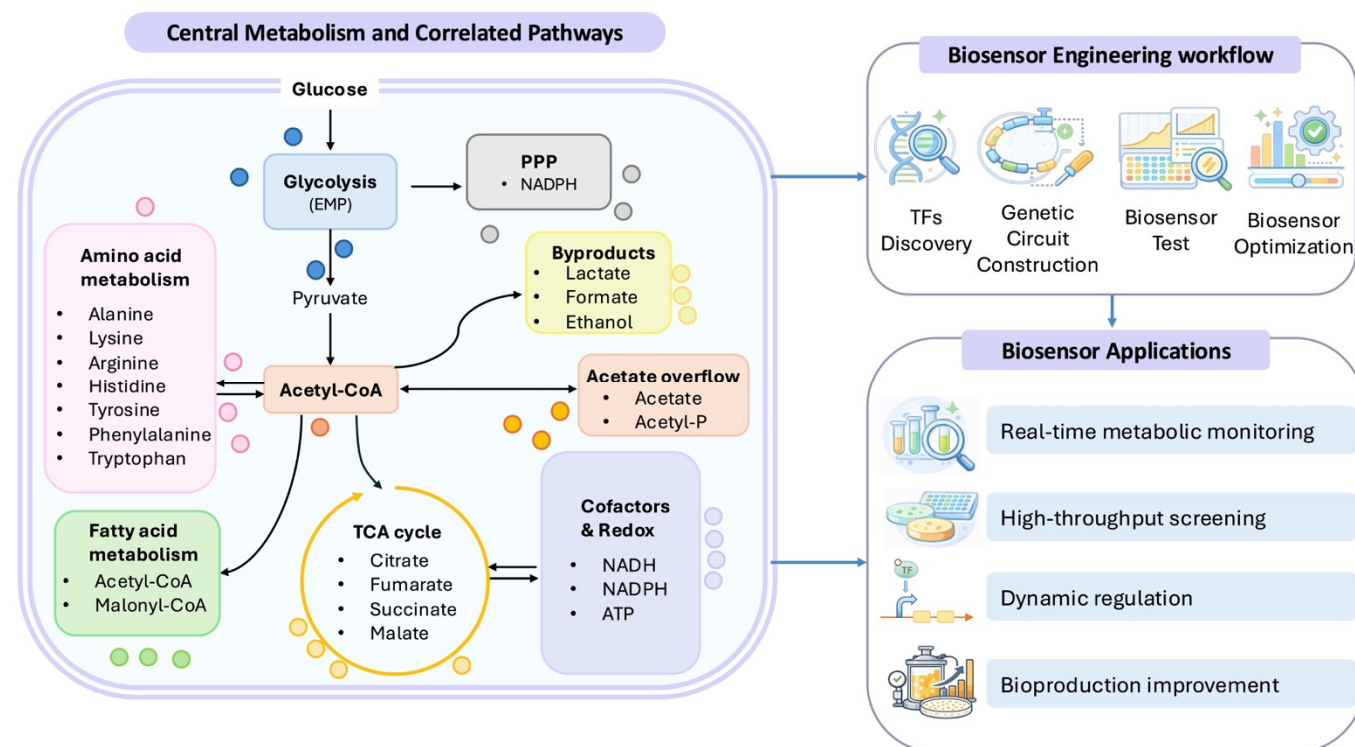 Central Metabolism and Correlated Pathways
Glucose
Glycolysis
(EMP)
PPP
• NADPH
Pyruvate
Amino acid
metabolism
• Alanine
• Lysine
• Arginine
• Histidine
• Tyrosine
• Phenylalanine
• Tryptophan
Byproducts
• Lactate
• Formate
• Ethanol
Acetyl-CoA
Acetate overflow
• Acetate
• Acetyl-P
Fatty acid
metabolism
• Acetyl-CoA
• Malonyl-CoA
TCA cycle
• Citrate
• Fumarate
• Succinate
• Malate
Cofactors
& Redox
• NADH
• NADPH
• ATP
Biosensor Engineering workflow
TFs
Discovery
Genetic
Circuit
Construction
Biosensor
Test
Biosensor
Optimization
Biosensor Applications
Real-time metabolic monitoring
High-throughput screening
TF
Dynamic regulation
Bioproduction improvement